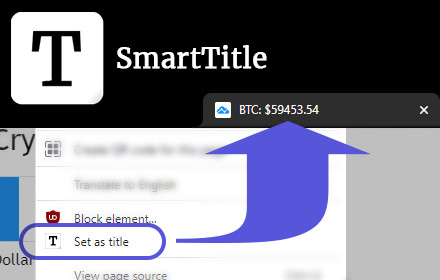 T
SmartTitle
BTC: $59453.54
Cry
Create QR code for this page
Translate to English
Block element...
T Set as title
Dollar
View page source